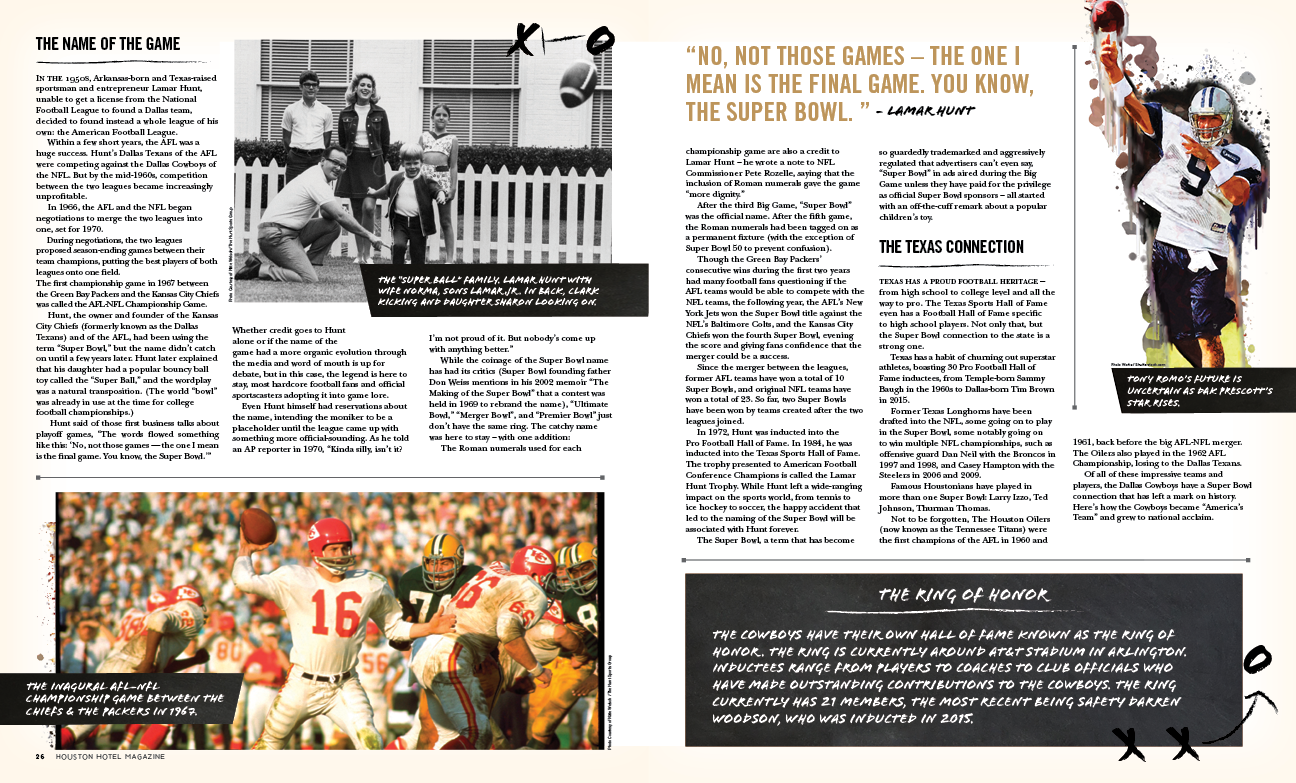 THE NAME OF THE GAME
IN THE 1950S, Arkansas-born and Texas-raised
sportsman and entrepreneur Lamar Hunt,
unable to get a license from the National
Football League to found a Dallas team,
decided to found instead a whole league of his
own: the American Football League.
Within a few short years, the AFL was a
huge success. Hunt's Dallas Texans of the AFL
were competing against the Dallas Cowboys of
the NFL. But by the mid-1960s, competition
between the two leagues became increasingly
unprofitable.
In 1966, the AFL and the NFL began
negotiations to merge the two leagues into
one, set for 1970.
During negotiations, the two leagues
proposed season-ending games between their
team champions, putting the best players of both
leagues onto one field.
The first championship game in 1967 between
the Green Bay Packers and the Kansas City Chiefs
was called the AFL-NFL Championship Game.
Hunt, the owner and founder of the Kansas
City Chiefs (formerly known as the Dallas
Texans) and of the AFL, had been using the
term “Super Bowl,” but the name didn't catch
on until a few years later. Hunt later explained
that his daughter had a popular bouncy ball
toy called the “Super Ball,” and the wordplay
was a natural transposition. (The world “bowl”
was already in use at the time for college
football championships.)
Hunt said of those first business talks about
playoff games, “The words flowed something
like this: ‘No, not those games — the one I mean
is the final game. You know, the Super Bowl.’”
X O
Photo Courtesy of Rifle Website/The Hunt Sports Group
THE "SUPER BALL" FAMILY. LAMAR HUNT WITH
WIFE NORMA, SONS LAMAR JR. IN BACK, CLARK
KICKING AND DAUGHTER SHARON LOOKING ON.
Whether credit goes to Hunt
alone or if the name of the
game had a more organic evolution through
the media and word of mouth is up for
debate, but in this case, the legend is here to
stay, most hardcore football fans and official
sportscasters adopting it into game lore.
Even Hunt himself had reservations about
the name, intending the moniker to be a
placeholder until the league came up with
something more official-sounding. As he told
an AP reporter in 1970, “Kinda silly, isn't it?
I'm not proud of it. But nobody's come up
with anything better.”
While the coinage of the Super Bowl name
has had its critics (Super Bowl founding father
Don Weiss mentions in his 2002 memoir “The
Making of the Super Bowl” that a contest was
held in 1969 to rebrand the name), “Ultimate
Bowl,” “Merger Bowl”, and “Premier Bowl” just
don't have the same ring. The catchy name
was here to stay – with one addition:
The Roman numerals used for each
16
THE INAGURAL AFL-NFL
CHAMPIONSHIP GAME BETWEEN THE
CHIEFS & THE PACKERS IN 1967.
26 HOUSTON HOTEL MAGAZINE
“NO, NOT THOSE GAMES – THE ONE I
MEAN IS THE FINAL GAME. YOU KNOW,
THE SUPER BOWL. ” - LAMAR HUNT
championship game are also a credit to
Lamar Hunt – he wrote a note to NFL
Commissioner Pete Rozelle, saying that the
inclusion of Roman numerals gave the game
“more dignity.”
After the third Big Game, “Super Bowl”
was the official name. After the fifth game,
the Roman numerals had been tagged on as
a permanent fixture (with the exception of
Super Bowl 50 to prevent confusion).
Though the Green Bay Packers'
consecutive wins during the first two years
had many football fans questioning if the
AFL teams would be able to compete with the
NFL teams, the following year, the AFL's New
York Jets won the Super Bowl title against the
NFL's Baltimore Colts, and the Kansas City
Chiefs won the fourth Super Bowl, evening
the score and giving fans confidence that the
merger could be a success.
Since the merger between the leagues,
former AFL teams have won a total of 10
Super Bowls, and original NFL teams have
won a total of 23. So far, two Super Bowls
have been won by teams created after the two
leagues joined.
In 1972, Hunt was inducted into the
Pro Football Hall of Fame. In 1984, he was
inducted into the Texas Sports Hall of Fame.
The trophy presented to American Football
Conference Champions is called the Lamar
Hunt Trophy. While Hunt left a wide-ranging
impact on the sports world, from tennis to
ice hockey to soccer, the happy accident that
led to the naming of the Super Bowl will be
associated with Hunt forever.
The Super Bowl, a term that has become
so guardedly trademarked and aggressively
regulated that advertisers can't even say,
“Super Bowl” in ads aired during the Big
Game unless they have paid for the privilege
as official Super Bowl sponsors – all started
with an off-the-cuff remark about a popular
children's toy.
THE TEXAS CONNECTION
TEXAS HAS A PROUD FOOTBALL HERITAGE –
from high school to college level and all the
way to pro. The Texas Sports Hall of Fame
even has a Football Hall of Fame specific
to high school players. Not only that, but
the Super Bowl connection to the state is a
strong one.
Texas has a habit of churning out superstar
athletes, boasting 30 Pro Football Hall of
Fame inductees, from Temple-born Sammy
Baugh in the 1960s to Dallas-born Tim Brown
in 2015.
Former Texas Longhorns have been
drafted into the NFL, some going on to play
in the Super Bowl, some notably going on
to win multiple NFL championships, such as
offensive guard Dan Neil with the Broncos in
1997 and 1998, and Casey Hampton with the
Steelers in 2006 and 2009.
Famous Houstonians have played in
more than one Super Bowl: Larry Izzo, Ted
Johnson, Thurman Thomas.
Not to be forgotten, The Houston Oilers
(now known as the Tennessee Titans) were
the first champions of the AFL in 1960 and
9
TONY ROMO'S FUTURE IS
UNCERTAIN AS DAK PRESCOTT'S
STAR RISES.
1961, back before the big AFL-NFL merger.
The Oilers also played in the 1962 AFL
Championship, losing to the Dallas Texans.
Of all of these impressive teams and
players, the Dallas Cowboys have a Super Bowl
connection that has left a mark on history.
Here's how the Cowboys became “America's
Team” and grew to national acclaim.
THE RING OF HONOR
THE COWBOYS HAVE THEIR OWN HALL OF FAME KNOWN AS THE RING OF
HONOR. THE RING IS CURRENTLY AROUND AT&T STADIUM IN ARLINGTON.
INDUCTEES RANGE FROM PLAYERS TO COACHES TO CLUB OFFICIALS WHO
HAVE MADE OUTSTANDING CONTRIBUTIONS TO THE COWBOYS. THE RING
CURRENTLY HAS 21 MEMBERS, THE MOST RECENT BEING SAFETY DARREN
WOODSON, WHO WAS INDUCTED IN 2015.
O
X X